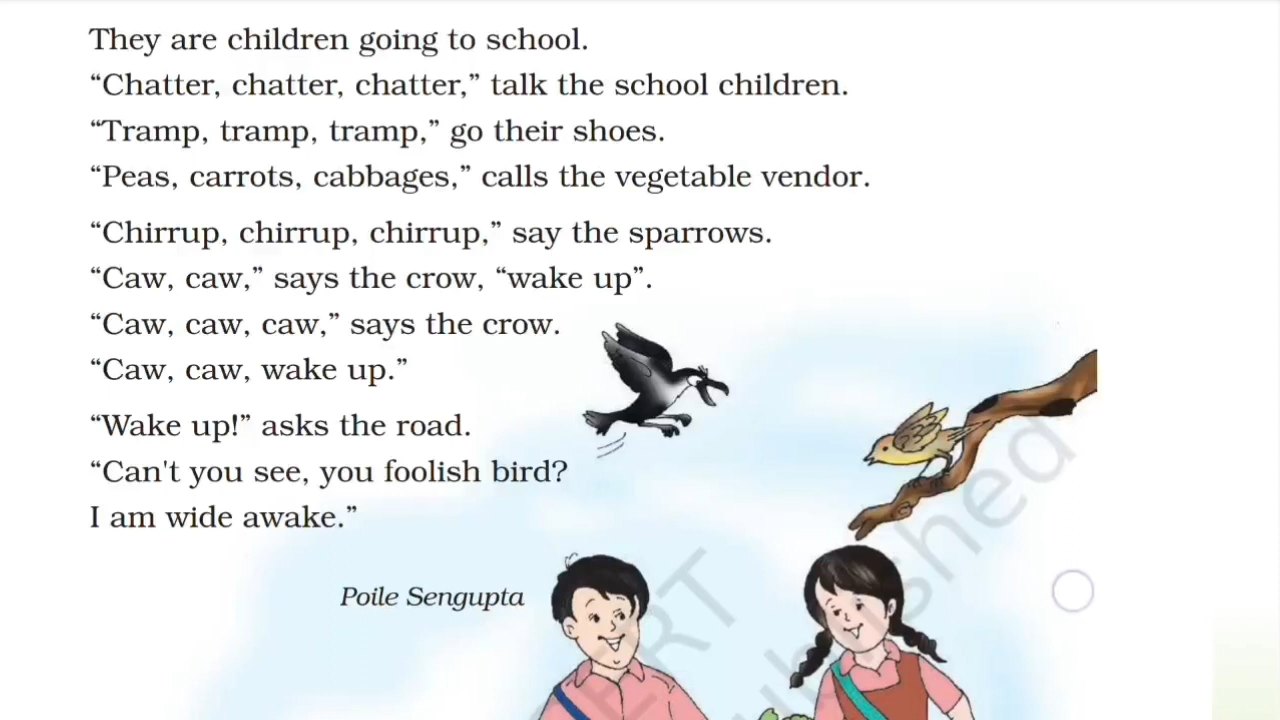 They are children going to school.
“Chatter, chatter, chatter,” talk the school children.
“Tramp, tramp, tramp,” go their shoes.
“Peas, carrots, cabbages,” calls the vegetable vendor.
“Chirrup, chirrup, chirrup,” say the sparrows.
“Caw, caw,” says the crow, “wake up”.
“Caw, caw, caw,” says the crow.
“Caw, caw, wake up.”
“Wake up!” asks the road.
“Can't you see, you foolish bird?
I am wide awake.”
Poile Sengupta